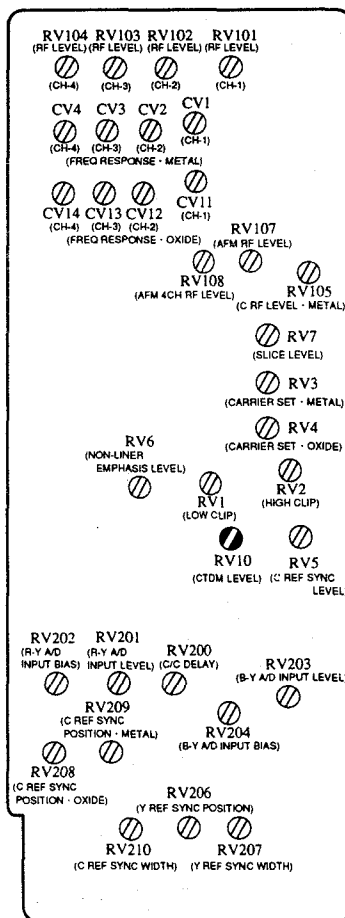 RV104 RV103 RV102 RV101
(RF LEVEL) (RF LEVEL) (RF LEVEL) (RF LEVEL)
(CH-4) (CH-3) (CH-2) (CH-1)
CV4 CV3 CV2 CV1
(CH-4) (CH-3) (CH-2) (CH-1)
(FREQ RESPONSE · METAL)
CV14 CV13 CV12 CV11
(CH-4) (CH-3) (CH-2) (CH-1)
(FREQ RESPONSE · OXIDE)
RV107
(AFM RF LEVEL)
RV108
(AFM 4CH RF LEVEL)
RV105
(C RF LEVEL · METAL)
RV7
(SLICE LEVEL)
RV3
(CARRIER SET · METAL)
RV4
(CARRIER SET · OXIDE)
RV6
(NON-LINER
EMPHASIS LEVEL)
RV1
(LOW CLIP)
RV2
(HIGH CLIP)
RV10
(CTDM LEVEL)
RV5
(C REF SYNC
LEVEL)
RV202
(R-Y A/D
INPUT BIAS)
RV201
(R-Y A/D
INPUT LEVEL)
RV200
(C/C DELAY)
RV203
(B-Y A/D INPUT LEVEL)
RV209
(C REF SYNC
POSITION · METAL)
RV204
(B-Y A/D INPUT BIAS)
RV208
(C REF SYNC
POSITION · OXIDE)
RV206
(Y REF SYNC POSITION)
RV210
(C REF SYNC WIDTH)
RV207
(Y REF SYNC WIDTH)